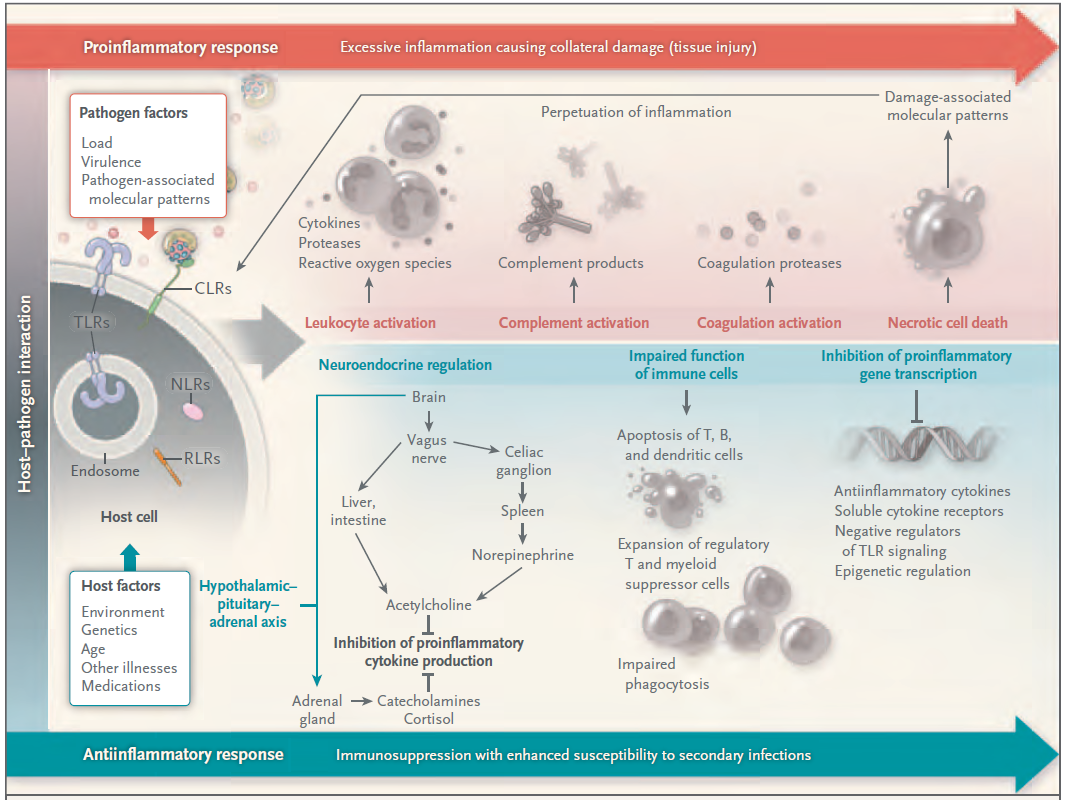 Proinflammatory response
Excessive inflammation causing collateral damage (tissue injury)
Host–pathogen interaction
Pathogen factors
Load
Virulence
Pathogen-associated
molecular patterns
TLRs
CLRs
NLRs
RLRs
Endosome
Host cell
Host factors
Environment
Genetics
Age
Other illnesses
Medications
Perpetuation of inflammation
Damage-associated
molecular patterns
Cytokines
Proteases
Reactive oxygen species
Complement products
Coagulation proteases
Leukocyte activation
Complement activation
Coagulation activation
Necrotic cell death
Neuroendocrine regulation
Brain
Vagus
nerve
Celiac
ganglion
Liver,
intestine
Spleen
Norepinephrine
Acetylcholine
Hypothalamic–
pituitary–
adrenal axis
Inhibition of proinflammatory
cytokine production
Adrenal
gland
Catecholamines
Cortisol
Impaired function
of immune cells
Apoptosis of T, B,
and dendritic cells
Expansion of regulatory
T and myeloid
suppressor cells
Impaired
phagocytosis
Inhibition of proinflammatory
gene transcription
Antiinflammatory cytokines
Soluble cytokine receptors
Negative regulators
of TLR signaling
Epigenetic regulation
Antiinflammatory response
Immunosuppression with enhanced susceptibility to secondary infections